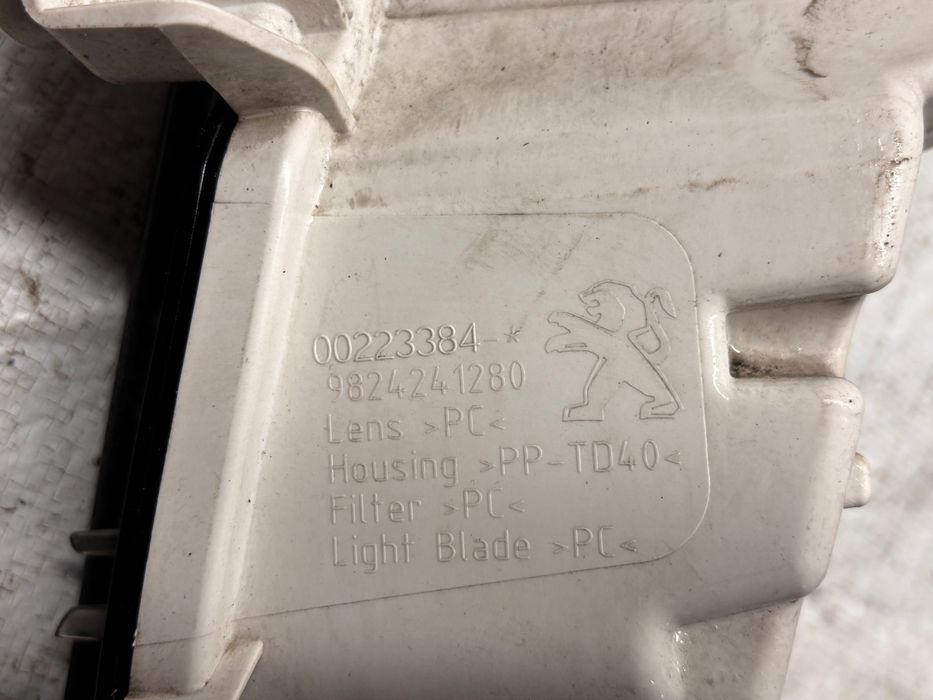 00223384-*
9824241280
Lens >PC<
Housing >PP-TD40<
Filter >PC<
Light Blade >PC<